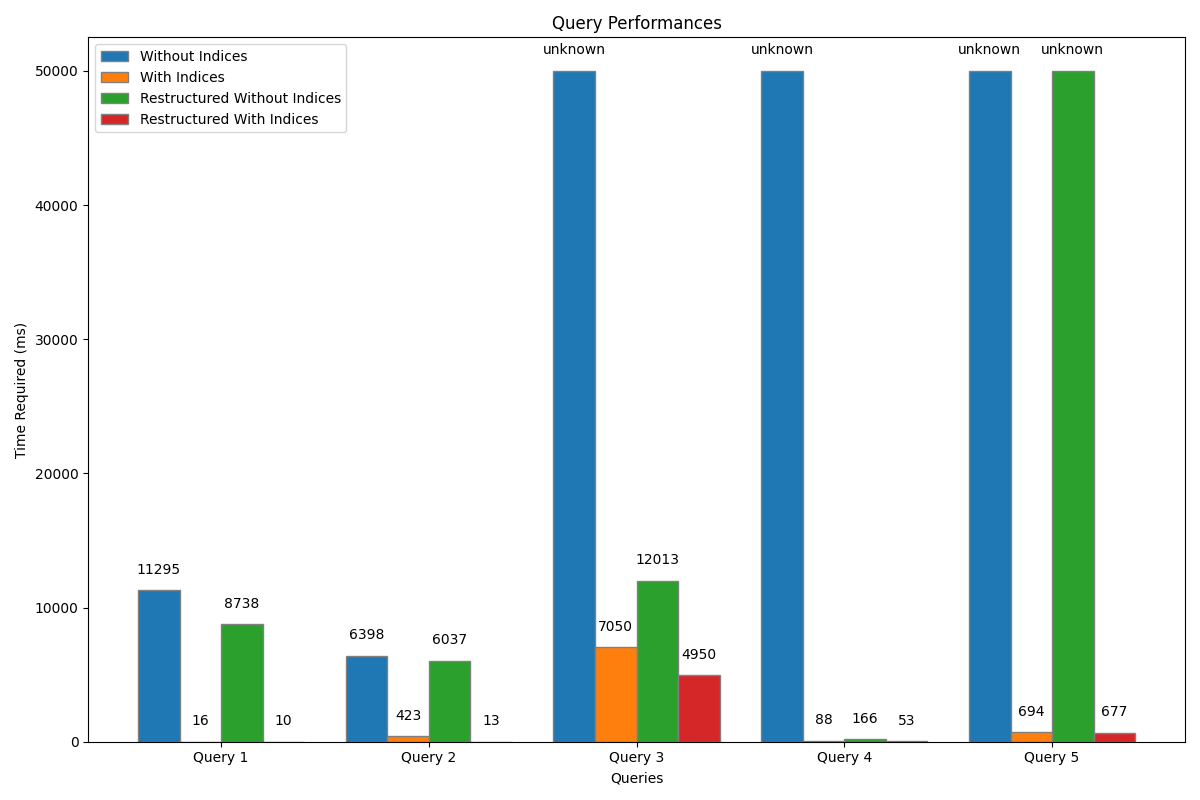 Query Performances
unknown
unknown
unknown
unknown
Without Indices
With Indices
Restructured Without Indices
Restructured With Indices
50000
40000
30000
20000
10000
0
Time Required (ms)
11295
16
8738
10
6398
423
6037
13
7050
12013
4950
88
166
53
694
677
Query 1
Query 2
Query 3
Query 4
Query 5
Queries